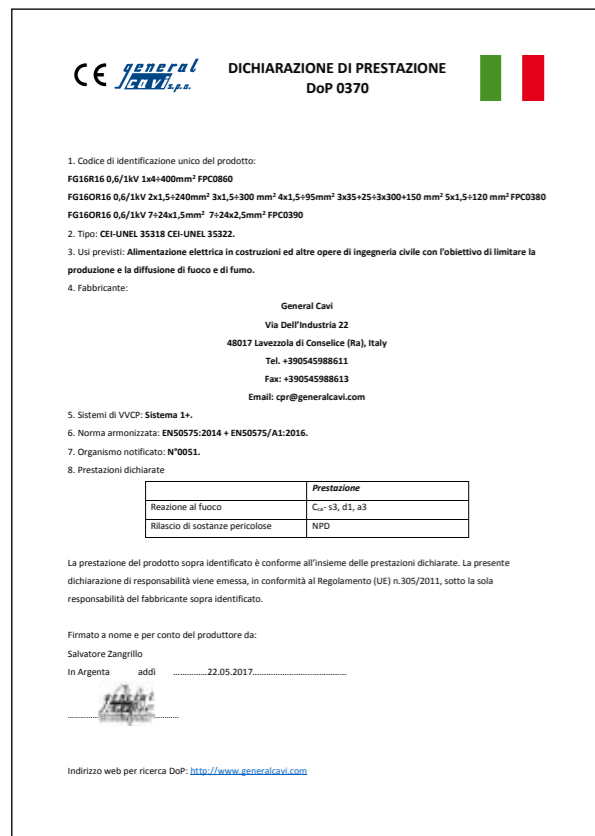 CE general cavi s.p.a.
DICHIARAZIONE DI PRESTAZIONE
DoP 0370
1. Codice di identificazione unico del prodotto:
FG16R16 0,6/1kV 1x4÷400mm² FPC0860
FG16OR16 0,6/1kV 2x1,5÷240mm² 3x1,5÷300 mm² 4x1,5÷95mm² 3x35+25÷3x300+150 mm² 5x1,5÷120 mm² FPC0380
FG16OR16 0,6/1kV 7÷24x1,5mm² 7÷24x2,5mm² FPC0390
2. Tipo: CEI-UNEL 35318 CEI-UNEL 35322.
3. Usi previsti: Alimentazione elettrica in costruzioni ed altre opere di ingegneria civile con l'obiettivo di limitare la
produzione e la diffusione di fuoco e di fumo.
4. Fabbricante:
General Cavi
Via Dell'Industria 22
48017 Lavezzola di Conselice (Ra), Italy
Tel. +390545988611
Fax: +390545988613
Email: cpr@generalcavi.com
5. Sistemi di VVCP: Sistema 1+.
6. Norma armonizzata: EN50575:2014 + EN50575/A1:2016.
7. Organismo notificato: N°0051.
8. Prestazioni dichiarate
Prestazione
Reazione al fuoco Cca- s3, d1, a3
Rilascio di sostanze pericolose NPD
La prestazione del prodotto sopra identificato è conforme all'insieme delle prestazioni dichiarate. La presente
dichiarazione di responsabilità viene emessa, in conformità al Regolamento (UE) n.305/2011, sotto la sola
responsabilità del fabbricante sopra identificato.
Firmato a nome e per conto del produttore da:
Salvatore Zangrillo
In Argenta addì ……………22.05.2017……………………………………
……………general……………
Indirizzo web per ricerca DoP: http://www.generalcavi.com